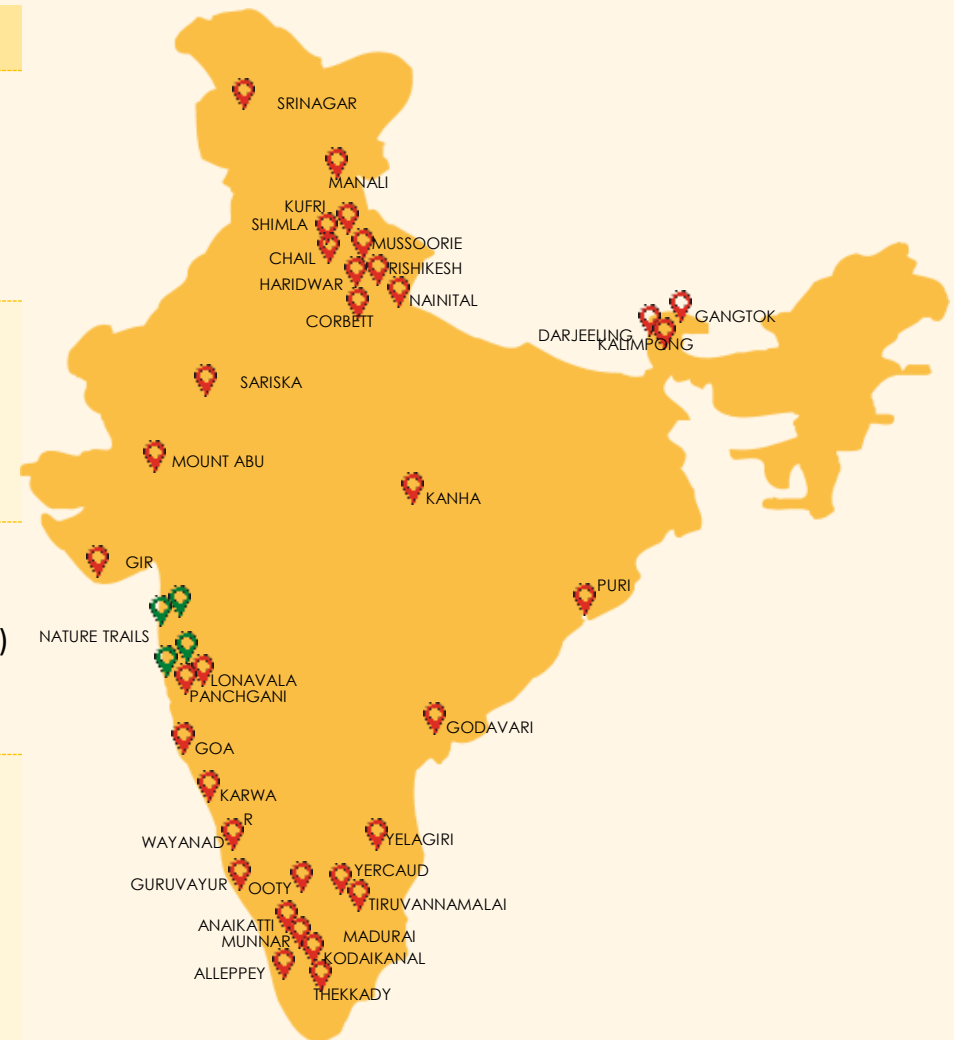 SRINAGAR
MANALI
KUFRI
SHIMLA
MUSSOORIE
CHAIL
RISHIKESH
HARIDWAR
NAINITAL
CORBETT
GANGTOK
DARJEELING
KALIMPONG
SARISKA
MOUNT ABU
KANHA
GIR
PURI
)
NATURE TRAILS
LONAVALA
PANCHGANI
GODAVARI
GOA
KARWA
R
WAYANAD
YELAGIRI
YERCAUD
GURUVAYUR
OOTY
TIRUVANNAMALAI
ANAIKATTI
MADURAI
MUNNAR
KODAIKANAL
ALLEPPEY
THEKKADY